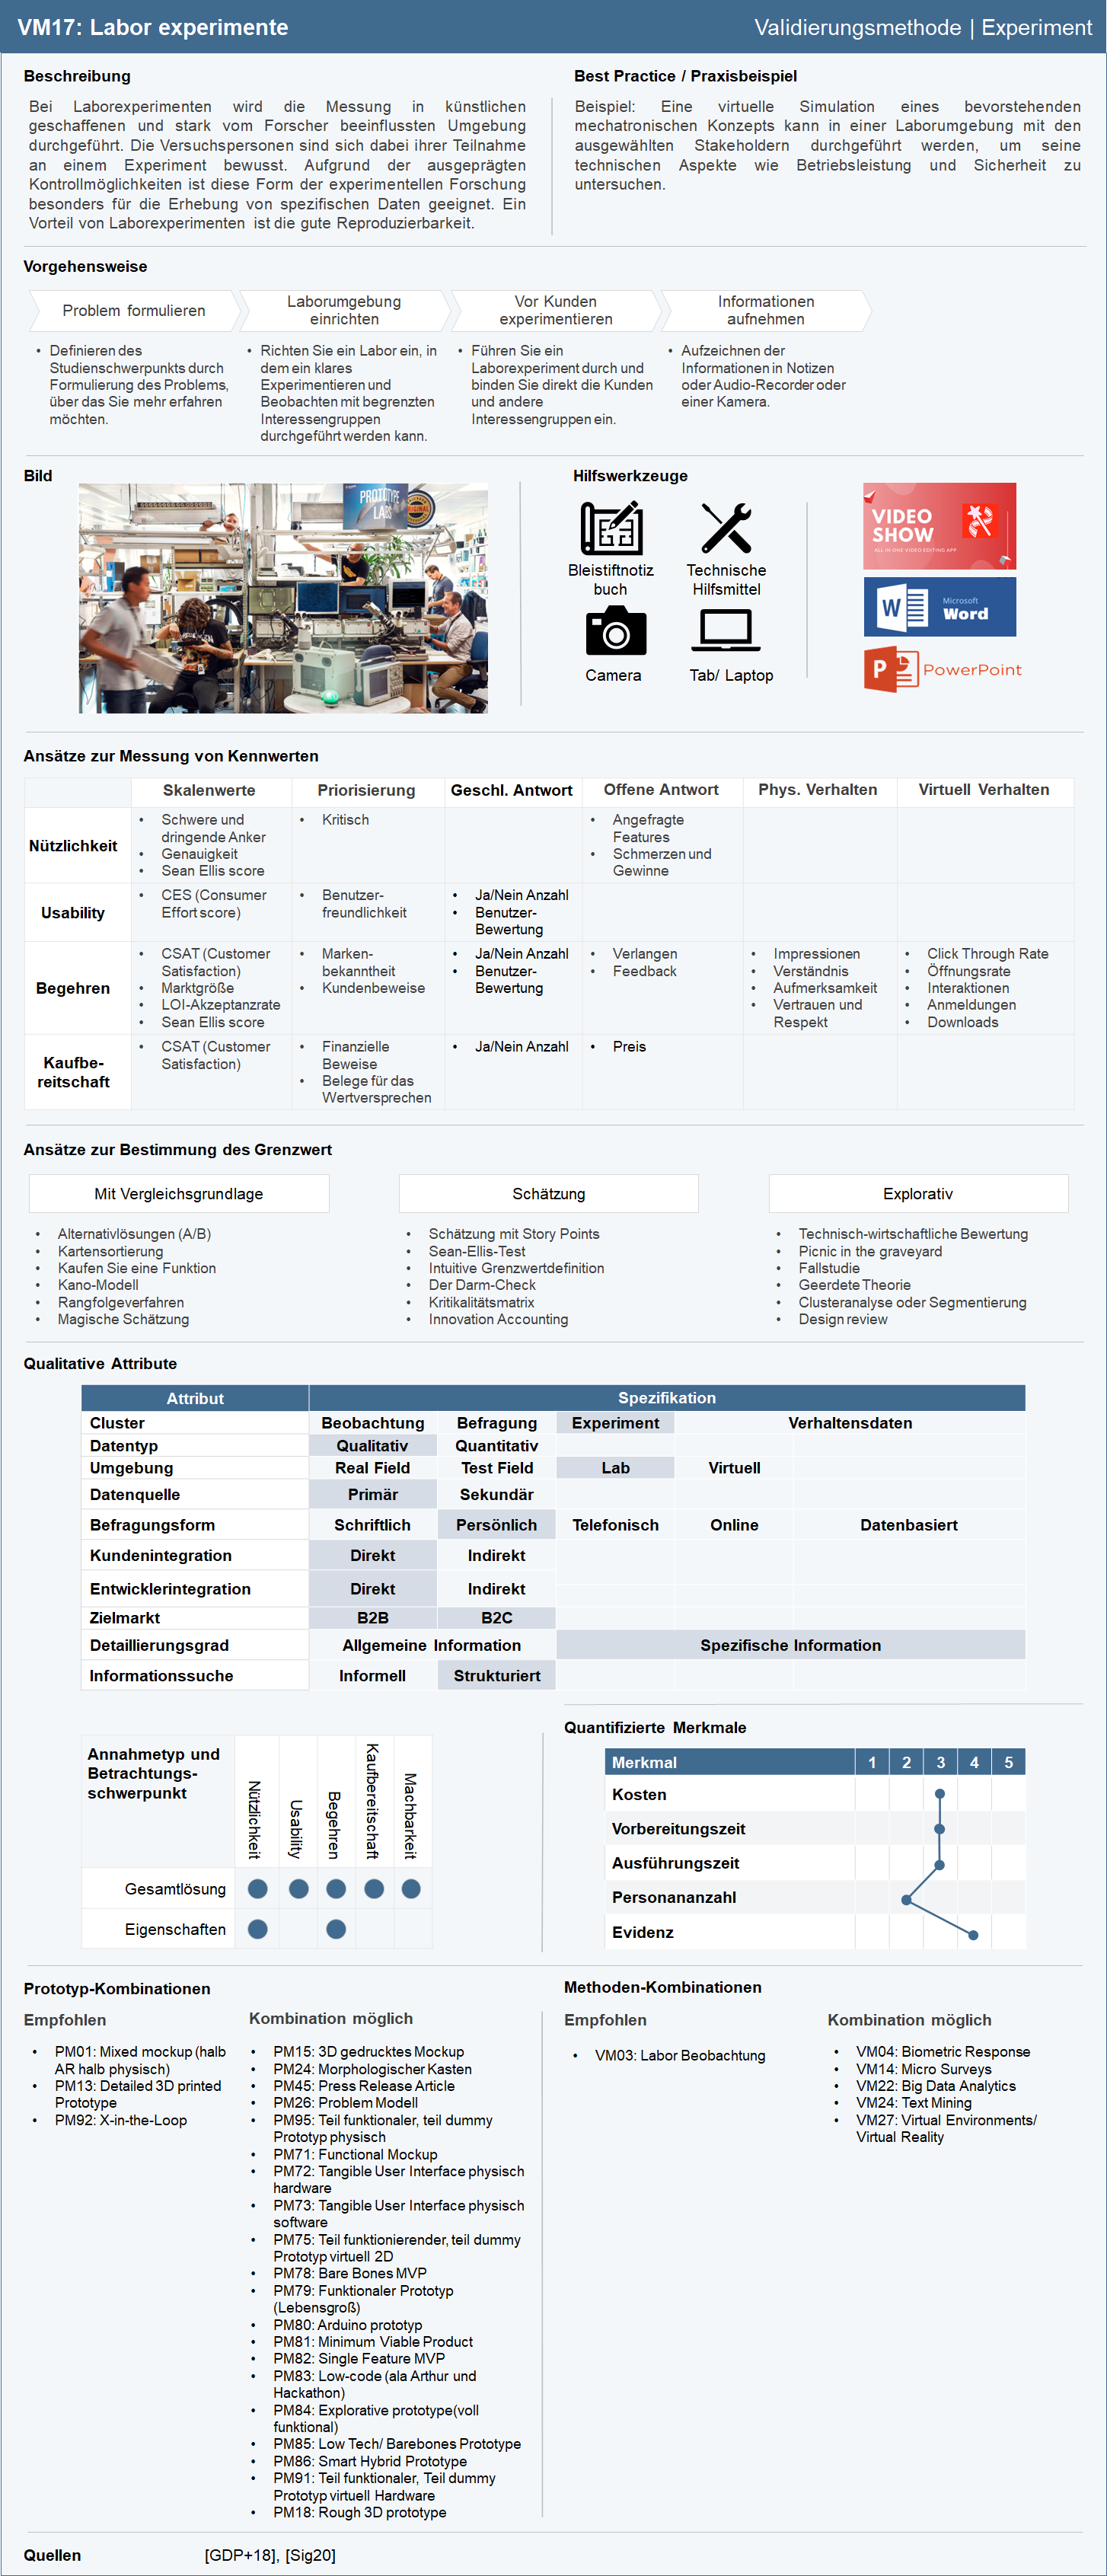 VM17: Labor experimente
Validierungsmethode | Experiment
Beschreibung
Bei Laborexperimenten wird die Messung in künstlichen
geschaffenen und stark vom Forscher beeinflussten Umgebung
durchgeführt. Die Versuchspersonen sind sich dabei ihrer Teilnahme
an einem Experiment bewusst. Aufgrund der ausgeprägten
Kontrollmöglichkeiten ist diese Form der experimentellen Forschung
besonders für die Erhebung von spezifischen Daten geeignet. Ein
Vorteil von Laborexperimenten ist die gute Reproduzierbarkeit.
Best Practice / Praxisbeispiel
Beispiel: Eine virtuelle Simulation eines bevorstehenden
mechatronischen Konzepts kann in einer Laborumgebung mit den
ausgewählten Stakeholdern durchgeführt werden, um seine
technischen Aspekte wie Betriebsleistung und Sicherheit zu
untersuchen.
Vorgehensweise
Problem formulieren
• Definieren des
Studienschwerpunkts durch
Formulierung des Problems,
über das Sie mehr erfahren
möchten.
Laborumgebung
einrichten
• Richten Sie ein Labor ein, in
dem ein klares
Experimentieren und
Beobachten mit begrenzten
Interessengruppen
durchgeführt werden kann.
Vor Kunden
experimentieren
• Führen Sie ein
Laborexperiment durch und
binden Sie direkt die Kunden
und andere
Interessengruppen ein.
Informationen
aufnehmen
• Aufzeichnen der
Informationen in Notizen
oder Audio-Recorder oder
einer Kamera.
Bild
PROTOTYPE
LABS
ORIGINAL
Hilfswerkzeuge
Bleistiftnotiz
buch
Technische
Hilfsmittel
Camera
Tab/ Laptop
VIDEO
SHOW
ALL IN ONE VIDEO EDITING APP
W
Microsoft
Word
P
PowerPoint
Ansätze zur Messung von Kennwerten
Skalenwerte Priorisierung Geschl. Antwort Offene Antwort Phys. Verhalten Virtuell Verhalten
Nützlichkeit
• Schwere und
dringende Anker
• Genauigkeit
• Sean Ellis score
• Kritisch
• Angefragte
Features
• Schmerzen und
Gewinne
Usability
• CES (Consumer
Effort score)
• Benutzer-
freundlichkeit
• Ja/Nein Anzahl
• Benutzer-
Bewertung
Begehren
• CSAT (Customer
Satisfaction)
• Marktgröße
• LOI-Akzeptanzrate
• Sean Ellis score
• Marken-
bekanntheit
• Kundenbeweise
• Ja/Nein Anzahl
• Benutzer-
Bewertung
• Verlangen
• Feedback
• Impressionen
• Verständnis
• Aufmerksamkeit
• Vertrauen und
Respekt
• Click Through Rate
• Öffnungsrate
• Interaktionen
• Anmeldungen
• Downloads
Kaufbe-
reitschaft
• CSAT (Customer
Satisfaction)
• Finanzielle
Beweise
• Belege für das
Wertversprechen
• Ja/Nein Anzahl
• Preis
Ansätze zur Bestimmung des Grenzwert
Mit Vergleichsgrundlage
• Alternativlösungen (A/B)
• Kartensortierung
• Kaufen Sie eine Funktion
• Kano-Modell
• Rangfolgeverfahren
• Magische Schätzung
Schätzung
• Schätzung mit Story Points
• Sean-Ellis-Test
• Intuitive Grenzwertdefinition
• Der Darm-Check
• Kritikalitätsmatrix
• Innovation Accounting
Explorativ
• Technisch-wirtschaftliche Bewertung
• Picnic in the graveyard
• Fallstudie
• Geerdete Theorie
• Clusteranalyse oder Segmentierung
• Design review
Qualitative Attribute
Attribut Spezifikation
Cluster Beobachtung Befragung Experiment Verhaltensdaten
Datentyp Qualitativ Quantitativ
Umgebung Real Field Test Field Lab Virtuell
Datenquelle Primär Sekundär
Befragungsform Schriftlich Persönlich Telefonisch Online Datenbasiert
Kundenintegration Direkt Indirekt
Entwicklerintegration Direkt Indirekt
Zielmarkt B2B B2C
Detaillierungsgrad Allgemeine Information Spezifische Information
Informationssuche Informell Strukturiert
Annahmetyp und
Betrachtungs-
schwerpunkt
Nützlichkeit
Usability
Begehren
Kaufbereitschaft
Machbarkeit
Gesamtlösung
Eigenschaften
Quantifizierte Merkmale
Merkmal 1 2 3 4 5
Kosten
Vorbereitungszeit
Ausführungszeit
Personananzahl
Evidenz
Prototyp-Kombinationen
Empfohlen
• PM01: Mixed mockup (halb
AR halb physisch)
• PM13: Detailed 3D printed
Prototype
• PM92: X-in-the-Loop
Kombination möglich
• PM15: 3D gedrucktes Mockup
• PM24: Morphologischer Kasten
• PM45: Press Release Article
• PM26: Problem Modell
• PM95: Teil funktionaler, teil dummy
Prototyp physisch
• PM71: Functional Mockup
• PM72: Tangible User Interface physisch
hardware
• PM73: Tangible User Interface physisch
software
• PM75: Teil funktionierender, teil dummy
Prototyp virtuell 2D
• PM78: Bare Bones MVP
• PM79: Funktionaler Prototyp
(Lebensgroß)
• PM80: Arduino prototyp
• PM81: Minimum Viable Product
• PM82: Single Feature MVP
• PM83: Low-code (ala Arthur und
Hackathon)
• PM84: Explorative prototype(voll
funktional)
• PM85: Low Tech/ Barebones Prototype
• PM86: Smart Hybrid Prototype
• PM91: Teil funktionaler, Teil dummy
Prototyp virtuell Hardware
• PM18: Rough 3D prototype
Methoden-Kombinationen
Empfohlen
• VM03: Labor Beobachtung
Kombination möglich
• VM04: Biometric Response
• VM14: Micro Surveys
• VM22: Big Data Analytics
• VM24: Text Mining
• VM27: Virtual Environments/
Virtual Reality
Quellen
[GDP+18], [Sig20]